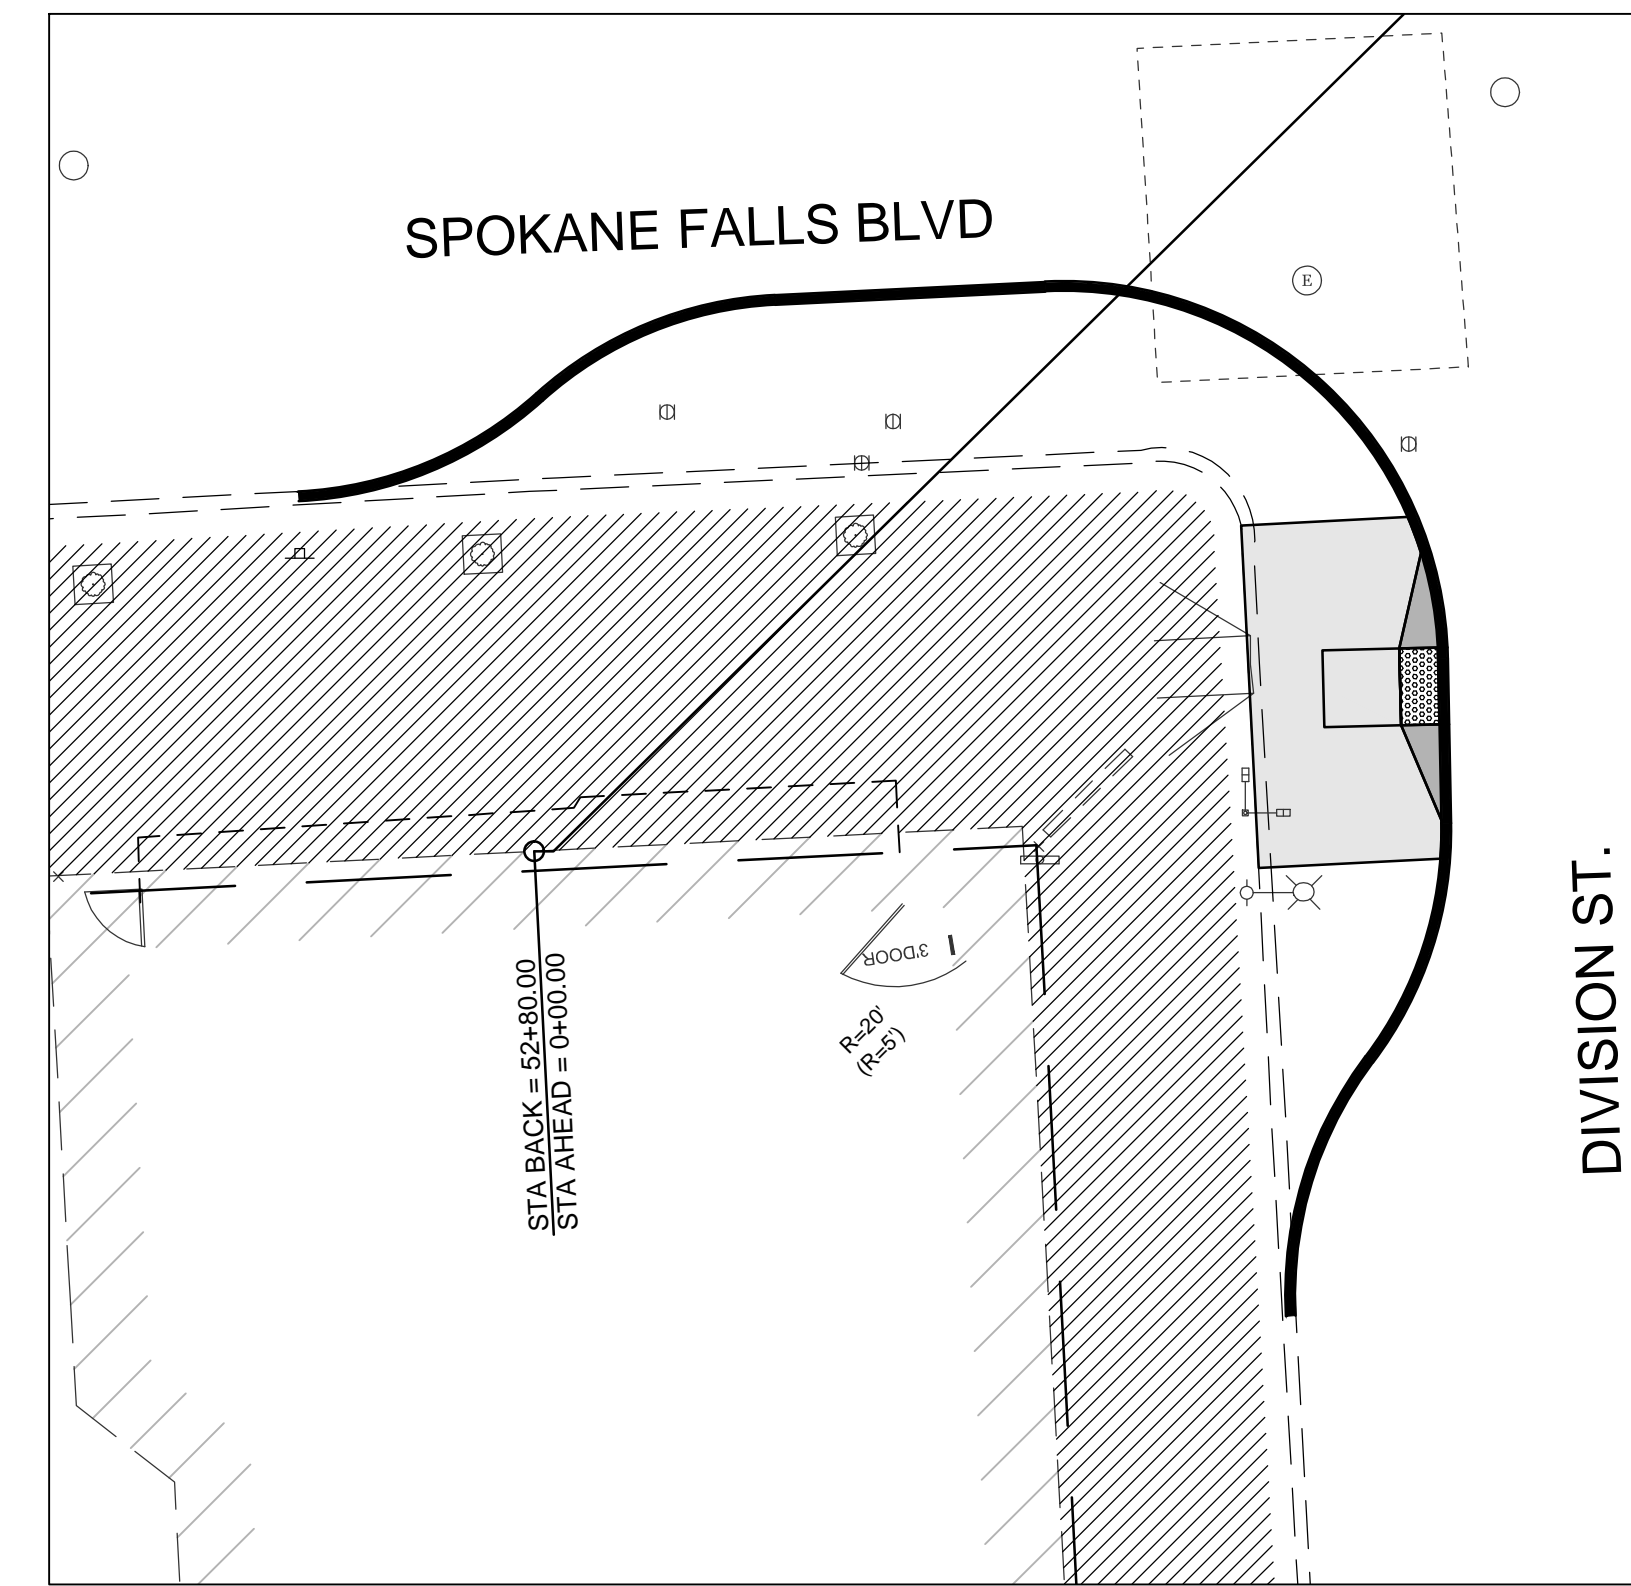 SPOKANE FALLS BLVD
E
STA BACK = 52+80.00
STA AHEAD = 0+00.00
3'DOOR
R=20'
(R=5')
DIVISION ST.